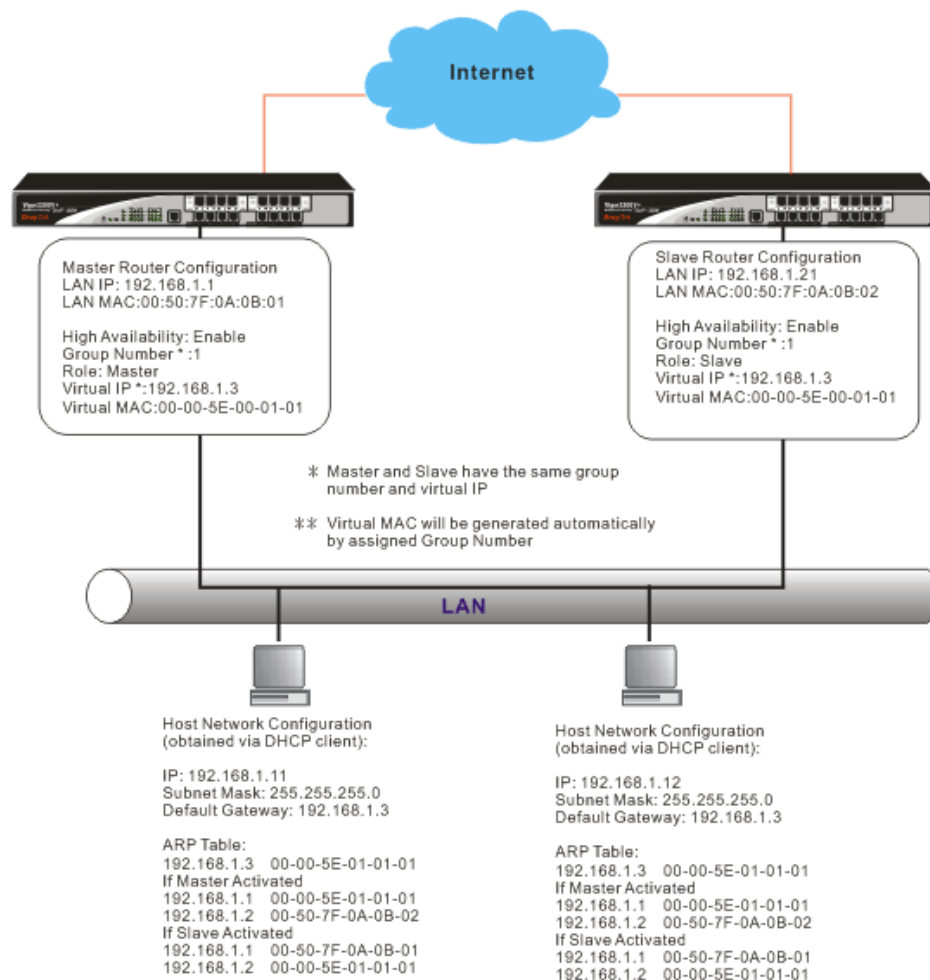 Internet
Vigor3300V+
DrayTek
Vigor3300V+
DrayTek
Master Router Configuration
LAN IP: 192.168.1.1
LAN MAC:00:50:7F:0A:0B:01
High Availability: Enable
Group Number * :1
Role: Master
Virtual IP *:192.168.1.3
Virtual MAC:00-00-5E-00-01-01
Slave Router Configuration
LAN IP: 192.168.1.21
LAN MAC:00:50:7F:0A:0B:02
High Availability: Enable
Group Number * :1
Role: Slave
Virtual IP *:192.168.1.3
Virtual MAC:00-00-5E-00-01-01
* Master and Slave have the same group
number and virtual IP
** Virtual MAC will be generated automatically
by assigned Group Number
LAN
Host Network Configuration
(obtained via DHCP client):
IP: 192.168.1.11
Subnet Mask: 255.255.255.0
Default Gateway: 192.168.1.3
ARP Table:
192.168.1.3 00-00-5E-01-01-01
If Master Activated
192.168.1.1 00-00-5E-01-01-01
192.168.1.2 00-50-7F-0A-0B-02
If Slave Activated
192.168.1.1 00-50-7F-0A-0B-01
192.168.1.2 00-00-5E-01-01-01
Host Network Configuration
(obtained via DHCP client):
IP: 192.168.1.12
Subnet Mask: 255.255.255.0
Default Gateway: 192.168.1.3
ARP Table:
192.168.1.3 00-00-5E-01-01-01
If Master Activated
192.168.1.1 00-00-5E-01-01-01
192.168.1.2 00-50-7F-0A-0B-02
If Slave Activated
192.168.1.1 00-50-7F-0A-0B-01
192.168.1.2 00-00-5E-01-01-01